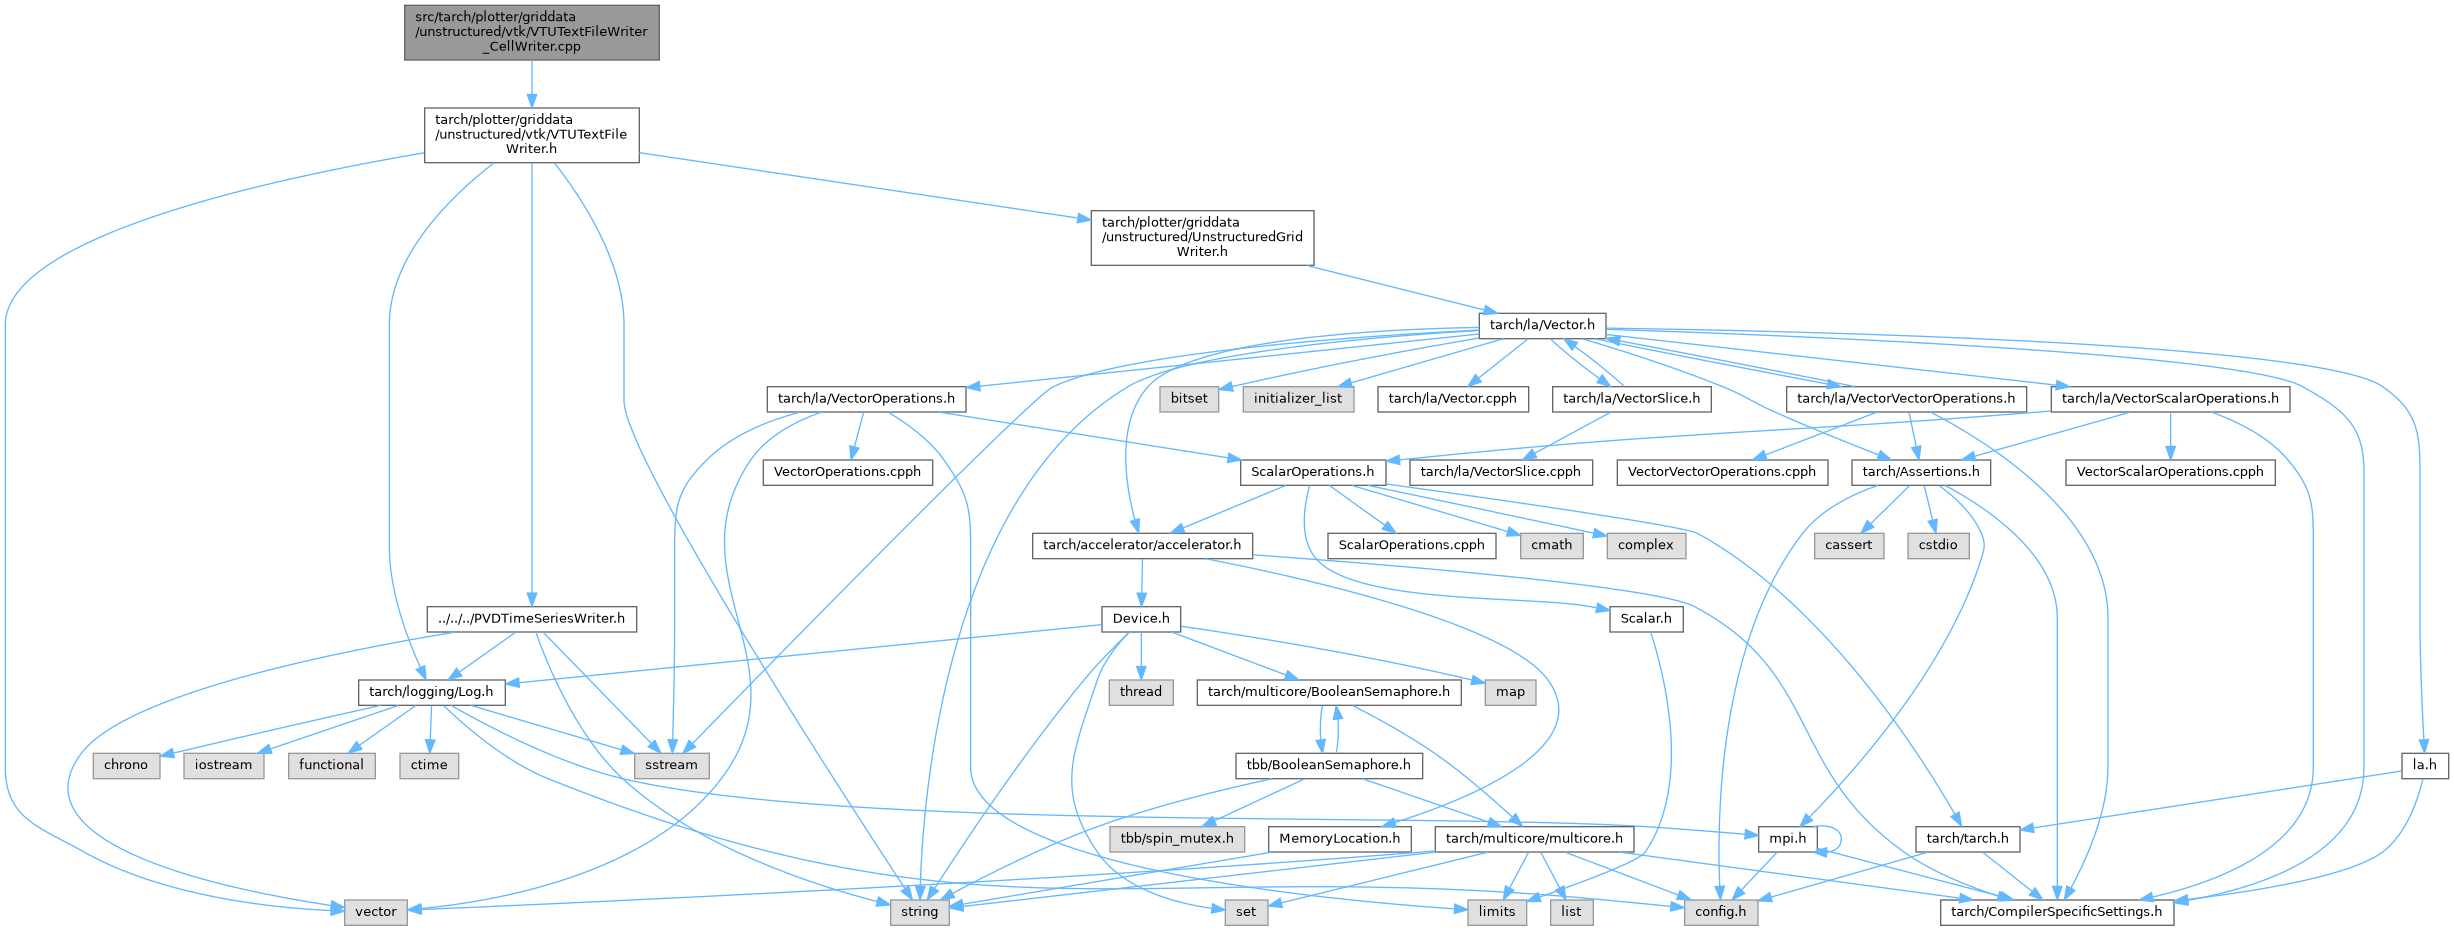 src/tarch/plotter/griddata
/unstructured/vtk/VTUTextFileWriter
_CellWriter.cpp
tarch/plotter/griddata
/unstructured/vtk/VTUTextFile
Writer.h
tarch/plotter/griddata
/unstructured/UnstructuredGrid
Writer.h
tarch/la/Vector.h
tarch/la/VectorOperations.h
bitset
initializer_list
tarch/la/Vector.cpph
tarch/la/VectorSlice.h
tarch/la/VectorVectorOperations.h
tarch/la/VectorScalarOperations.h
VectorOperations.cpph
ScalarOperations.h
tarch/la/VectorSlice.cpph
VectorVectorOperations.cpph
tarch/Assertions.h
VectorScalarOperations.cpph
tarch/accelerator/accelerator.h
ScalarOperations.cpph
cmath
complex
cassert
cstdio
../../../PVDTimeSeriesWriter.h
Device.h
Scalar.h
tarch/logging/Log.h
thread
tarch/multicore/BooleanSemaphore.h
map
chrono
iostream
functional
ctime
sstream
tbb/BooleanSemaphore.h
la.h
tbb/spin_mutex.h
MemoryLocation.h
tarch/multicore/multicore.h
mpi.h
tarch/tarch.h
vector
string
set
limits
list
config.h
tarch/CompilerSpecificSettings.h